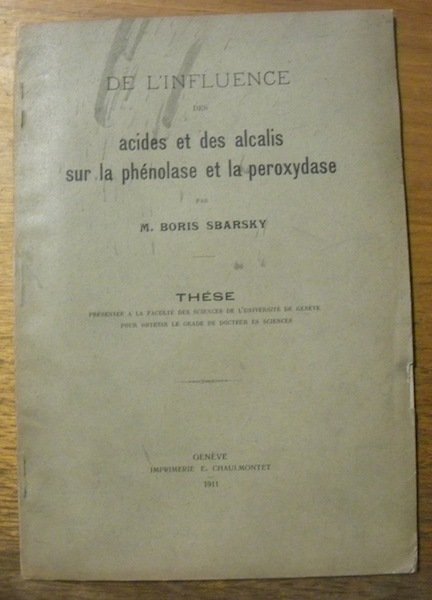 DE L'INFLUENCE
DES
acides et des alcalis
sur la phénolase et la peroxydase
PAR
M. BORIS SBARSKY
THÈSE
PRÉSENTÉE A LA FACULTÉ DES SCIENCES DE L'UNIVERSITÉ DE GENÈVE
POUR OBTENIR LE GRADE DE DOCTEUR ÈS SCIENCES
GENÈVE
IMPRIMERIE E. CHAULMONTET
1911